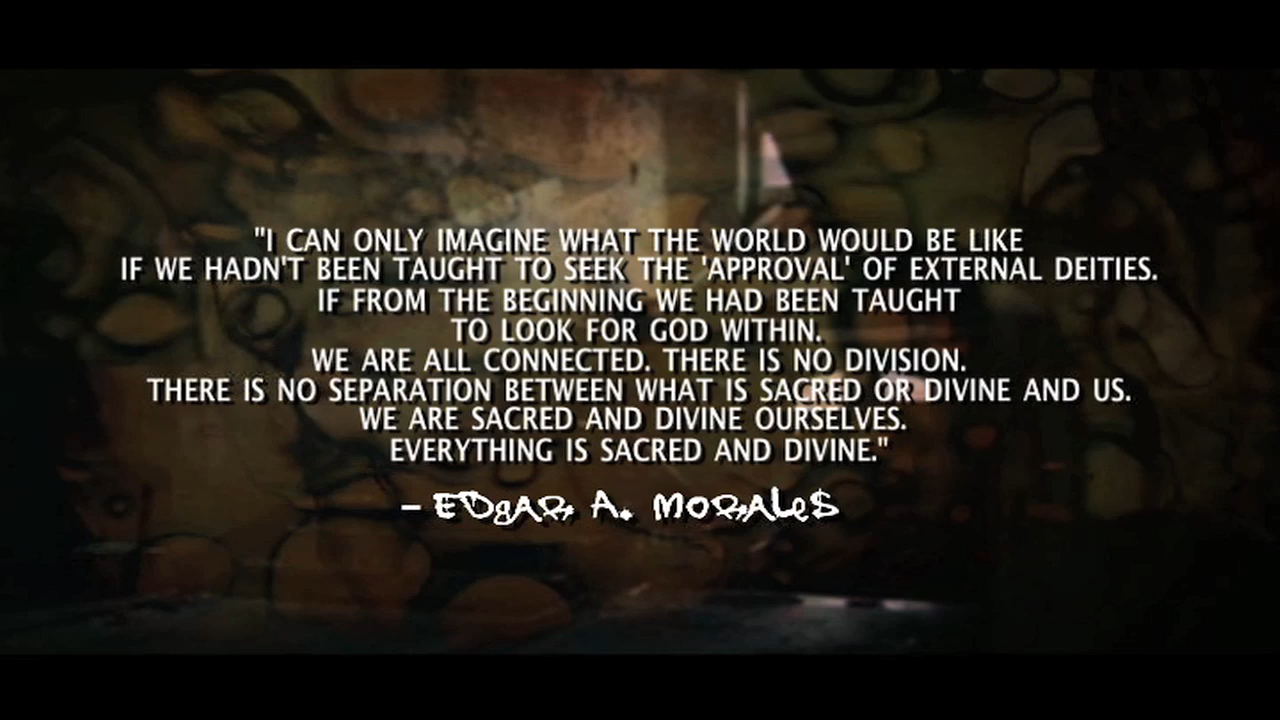 "I CAN ONLY IMAGINE WHAT THE WORLD WOULD BE LIKE
IF WE HADN'T BEEN TAUGHT TO SEEK THE 'APPROVAL' OF EXTERNAL DEITIES.
IF FROM THE BEGINNING WE HAD BEEN TAUGHT
TO LOOK FOR GOD WITHIN.
WE ARE ALL CONNECTED. THERE IS NO DIVISION.
THERE IS NO SEPARATION BETWEEN WHAT IS SACRED OR DIVINE AND US.
WE ARE SACRED AND DIVINE OURSELVES.
EVERYTHING IS SACRED AND DIVINE."
– EDgAR A. MORALeS